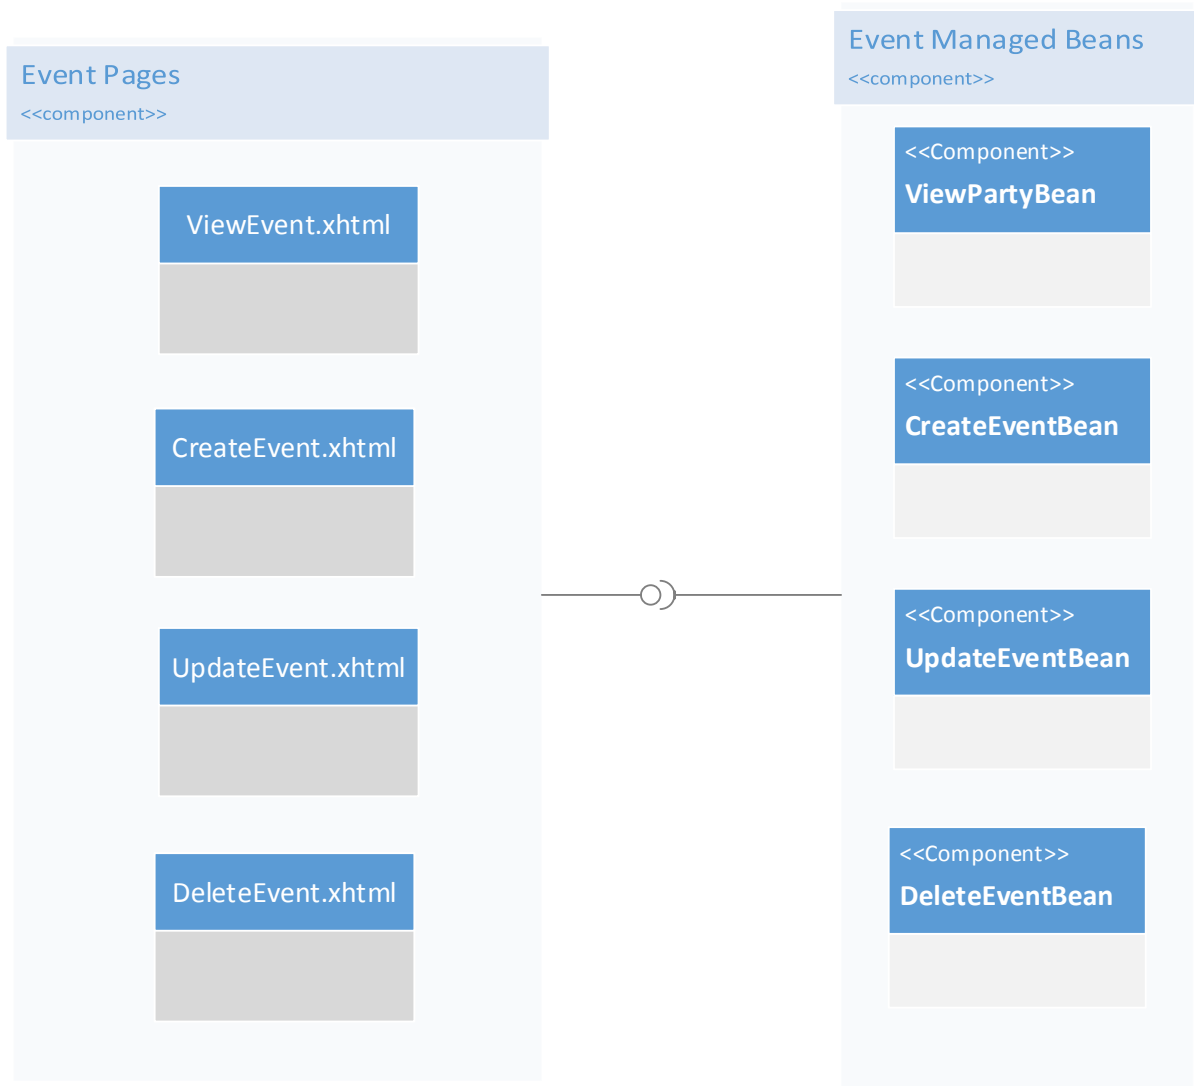 Event Pages
<<component>>
ViewEvent.xhtml
CreateEvent.xhtml
UpdateEvent.xhtml
DeleteEvent.xhtml
Event Managed Beans
<<component>>
<<Component>>
ViewPartyBean
<<Component>>
CreateEventBean
<<Component>>
UpdateEventBean
<<Component>>
DeleteEventBean